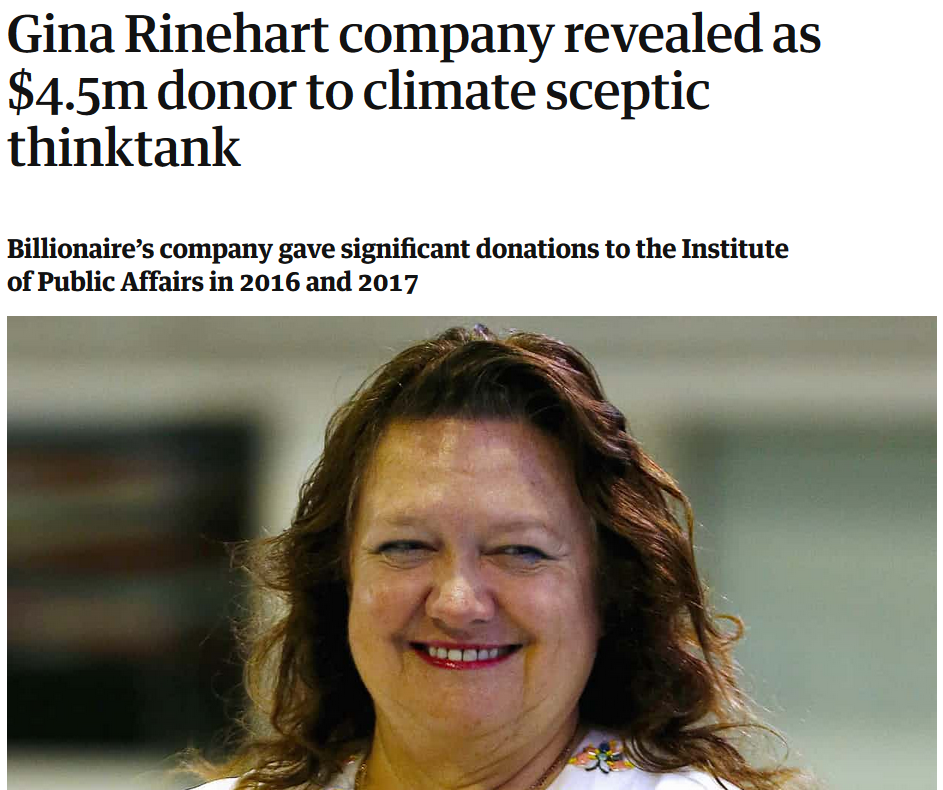 Gina Rinehart company revealed as
$4.5m donor to climate sceptic
thinktank
Billionaire’s company gave significant donations to the Institute
of Public Affairs in 2016 and 2017